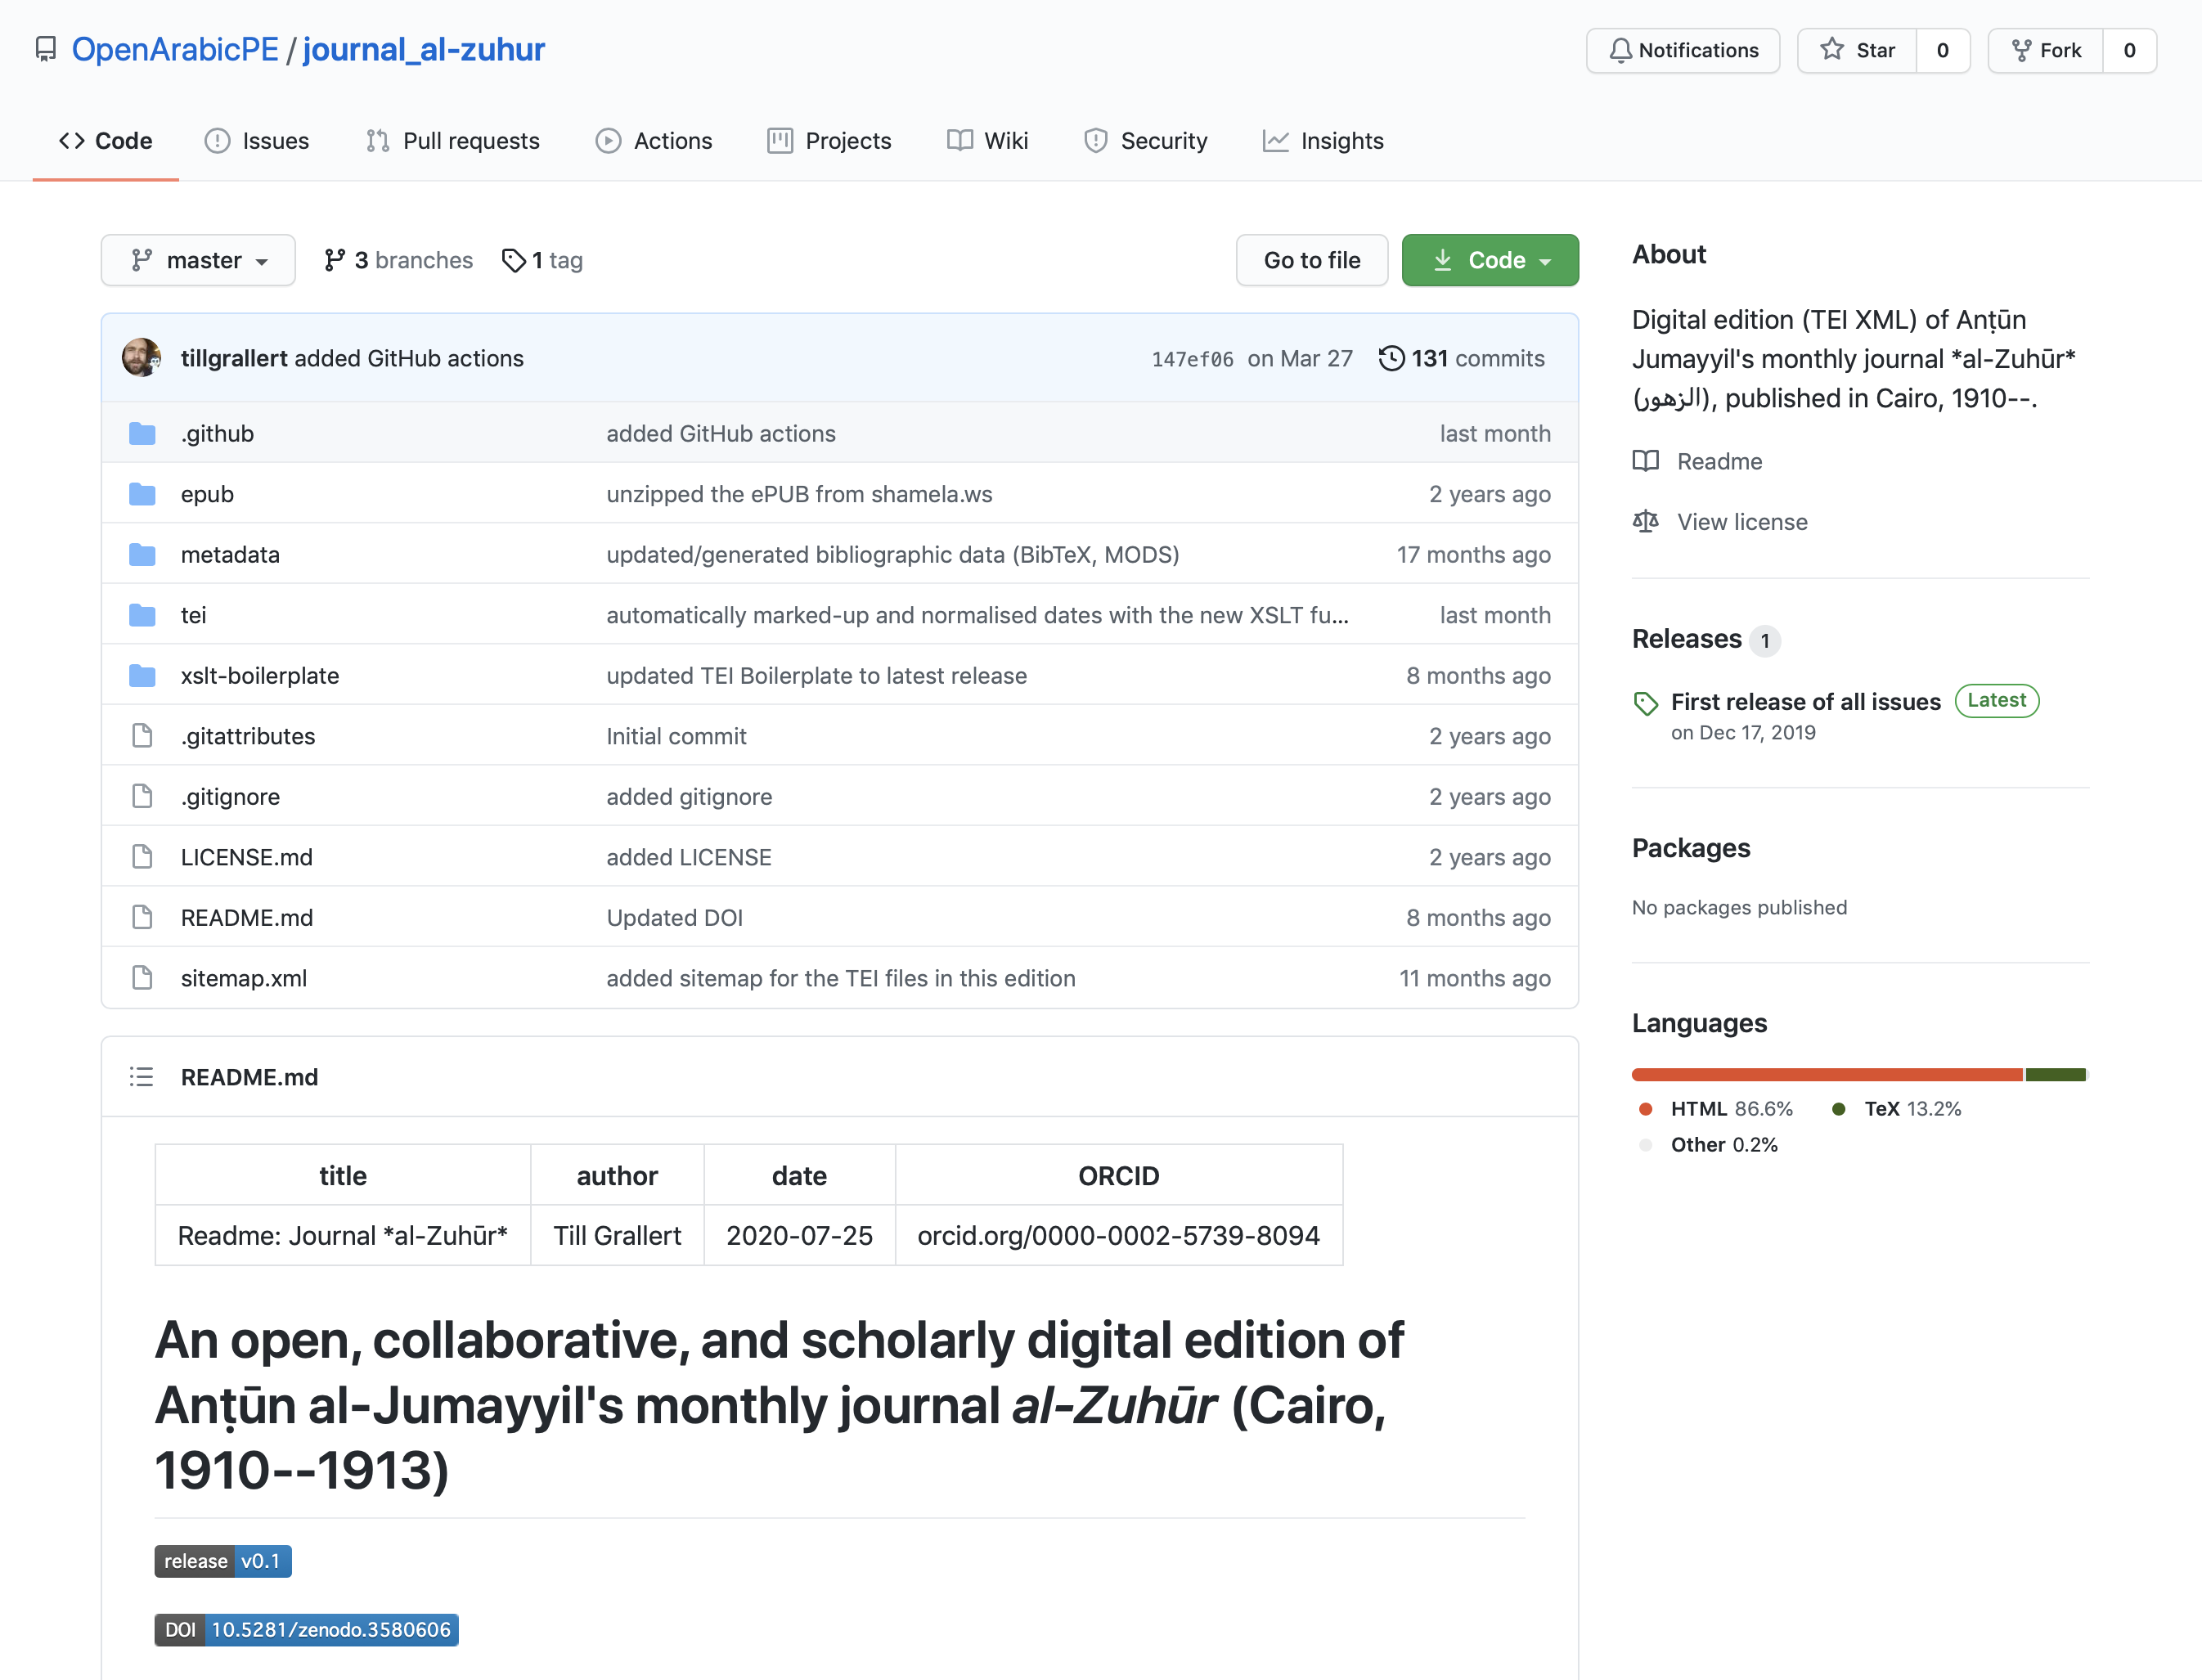 OpenArabicPE / journal_al-zuhur
Notifications
Star 0
Fork 0
Code
Issues
Pull requests
Actions
Projects
Wiki
Security
Insights
master
3 branches
1 tag
Go to file
Code
tillgrallert added GitHub actions
147ef06 on Mar 27
131 commits
.github added GitHub actions last month
epub unzipped the ePUB from shamela.ws 2 years ago
metadata updated/generated bibliographic data (BibTeX, MODS) 17 months ago
tei automatically marked-up and normalised dates with the new XSLT fu... last month
xslt-boilerplate updated TEI Boilerplate to latest release 8 months ago
.gitattributes Initial commit 2 years ago
.gitignore added gitignore 2 years ago
LICENSE.md added LICENSE 2 years ago
README.md Updated DOI 8 months ago
sitemap.xml added sitemap for the TEI files in this edition 11 months ago
README.md
title author date ORCID
Readme: Journal *al-Zuhūr* Till Grallert 2020-07-25 orcid.org/0000-0002-5739-8094
An open, collaborative, and scholarly digital edition of
Anṭūn al-Jumayyil's monthly journal al-Zuhūr (Cairo,
1910--1913)
release v0.1
DOI 10.5281/zenodo.3580606
About
Digital edition (TEI XML) of Anṭūn
Jumayyil's monthly journal *al-Zuhūr*
(الزهور), published in Cairo, 1910--.
Readme
View license
Releases 1
First release of all issues Latest
on Dec 17, 2019
Packages
No packages published
Languages
HTML 86.6% TeX 13.2%
Other 0.2%